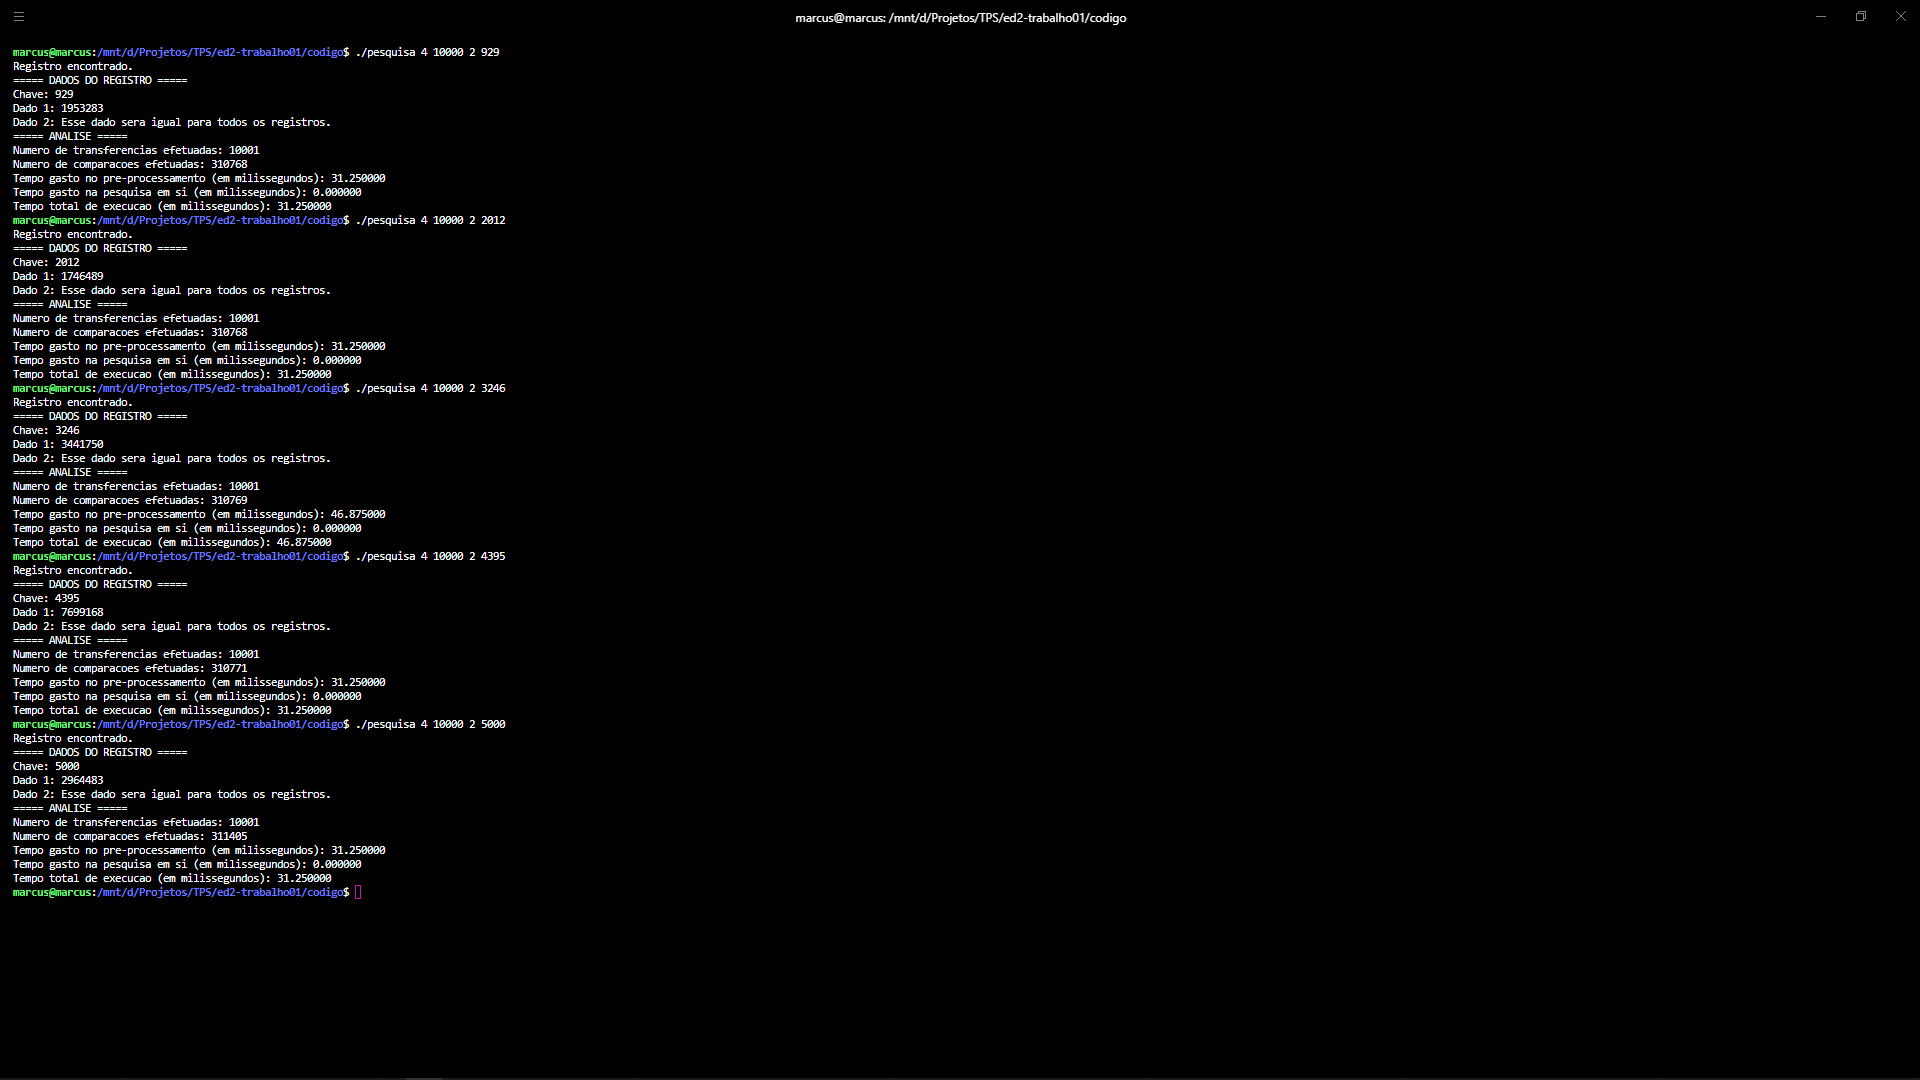 marcus@marcus: /mnt/d/Projetos/TPS/ed2-trabalho01/codigo
marcus@marcus:/mnt/d/Projetos/TPS/ed2-trabalho01/codigo$ ./pesquisa 4 10000 2 929
Registro encontrado.
===== DADOS DO REGISTRO =====
Chave: 929
Dado 1: 1953283
Dado 2: Esse dado sera igual para todos os registros.
===== ANALISE =====
Numero de transferencias efetuadas: 10001
Numero de comparacoes efetuadas: 310768
Tempo gasto no pre-processamento (em milissegundos): 31.250000
Tempo gasto na pesquisa em si (em milissegundos): 0.000000
Tempo total de execucao (em milissegundos): 31.250000
marcus@marcus:/mnt/d/Projetos/TPS/ed2-trabalho01/codigo$ ./pesquisa 4 10000 2 2012
Registro encontrado.
===== DADOS DO REGISTRO =====
Chave: 2012
Dado 1: 1746489
Dado 2: Esse dado sera igual para todos os registros.
===== ANALISE =====
Numero de transferencias efetuadas: 10001
Numero de comparacoes efetuadas: 310768
Tempo gasto no pre-processamento (em milissegundos): 31.250000
Tempo gasto na pesquisa em si (em milissegundos): 0.000000
Tempo total de execucao (em milissegundos): 31.250000
marcus@marcus:/mnt/d/Projetos/TPS/ed2-trabalho01/codigo$ ./pesquisa 4 10000 2 3246
Registro encontrado.
===== DADOS DO REGISTRO =====
Chave: 3246
Dado 1: 3441750
Dado 2: Esse dado sera igual para todos os registros.
===== ANALISE =====
Numero de transferencias efetuadas: 10001
Numero de comparacoes efetuadas: 310769
Tempo gasto no pre-processamento (em milissegundos): 46.875000
Tempo gasto na pesquisa em si (em milissegundos): 0.000000
Tempo total de execucao (em milissegundos): 46.875000
marcus@marcus:/mnt/d/Projetos/TPS/ed2-trabalho01/codigo$ ./pesquisa 4 10000 2 4395
Registro encontrado.
===== DADOS DO REGISTRO =====
Chave: 4395
Dado 1: 7699168
Dado 2: Esse dado sera igual para todos os registros.
===== ANALISE =====
Numero de transferencias efetuadas: 10001
Numero de comparacoes efetuadas: 310771
Tempo gasto no pre-processamento (em milissegundos): 31.250000
Tempo gasto na pesquisa em si (em milissegundos): 0.000000
Tempo total de execucao (em milissegundos): 31.250000
marcus@marcus:/mnt/d/Projetos/TPS/ed2-trabalho01/codigo$ ./pesquisa 4 10000 2 5000
Registro encontrado.
===== DADOS DO REGISTRO =====
Chave: 5000
Dado 1: 2964483
Dado 2: Esse dado sera igual para todos os registros.
===== ANALISE =====
Numero de transferencias efetuadas: 10001
Numero de comparacoes efetuadas: 311405
Tempo gasto no pre-processamento (em milissegundos): 31.250000
Tempo gasto na pesquisa em si (em milissegundos): 0.000000
Tempo total de execucao (em milissegundos): 31.250000
marcus@marcus:/mnt/d/Projetos/TPS/ed2-trabalho01/codigo$